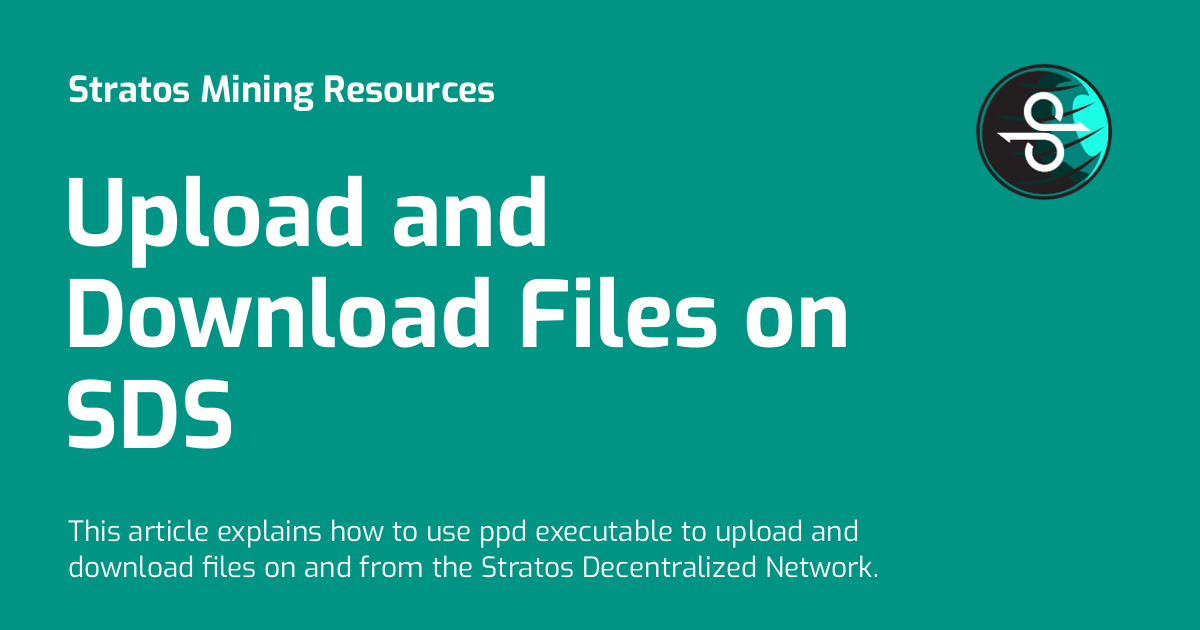 Stratos Mining Resources
Upload and
Download Files on
SDS
This article explains how to use ppd executable to upload and
download files on and from the Stratos Decentralized Network.